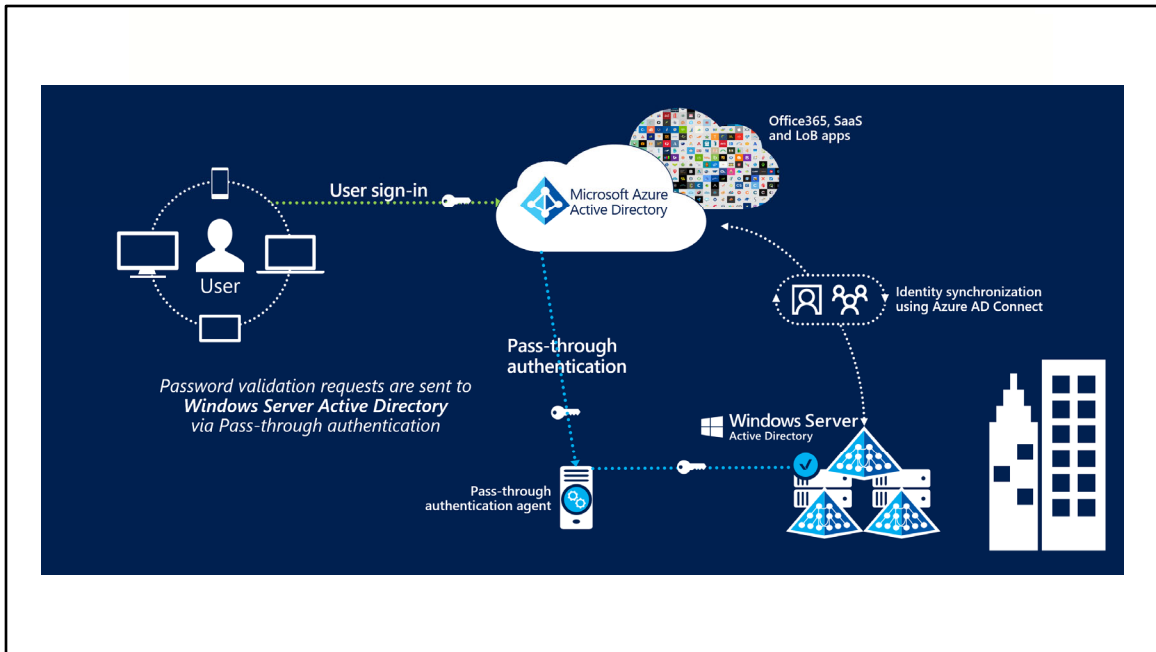 Office365, SaaS
and LoB apps
User sign-in
Microsoft Azure
Active Directory
User
Identity synchronization
using Azure AD Connect
Pass-through
authentication
Password validation requests are sent to
Windows Server Active Directory
via Pass-through authentication
Windows Server
Active Directory
Pass-through
authentication agent